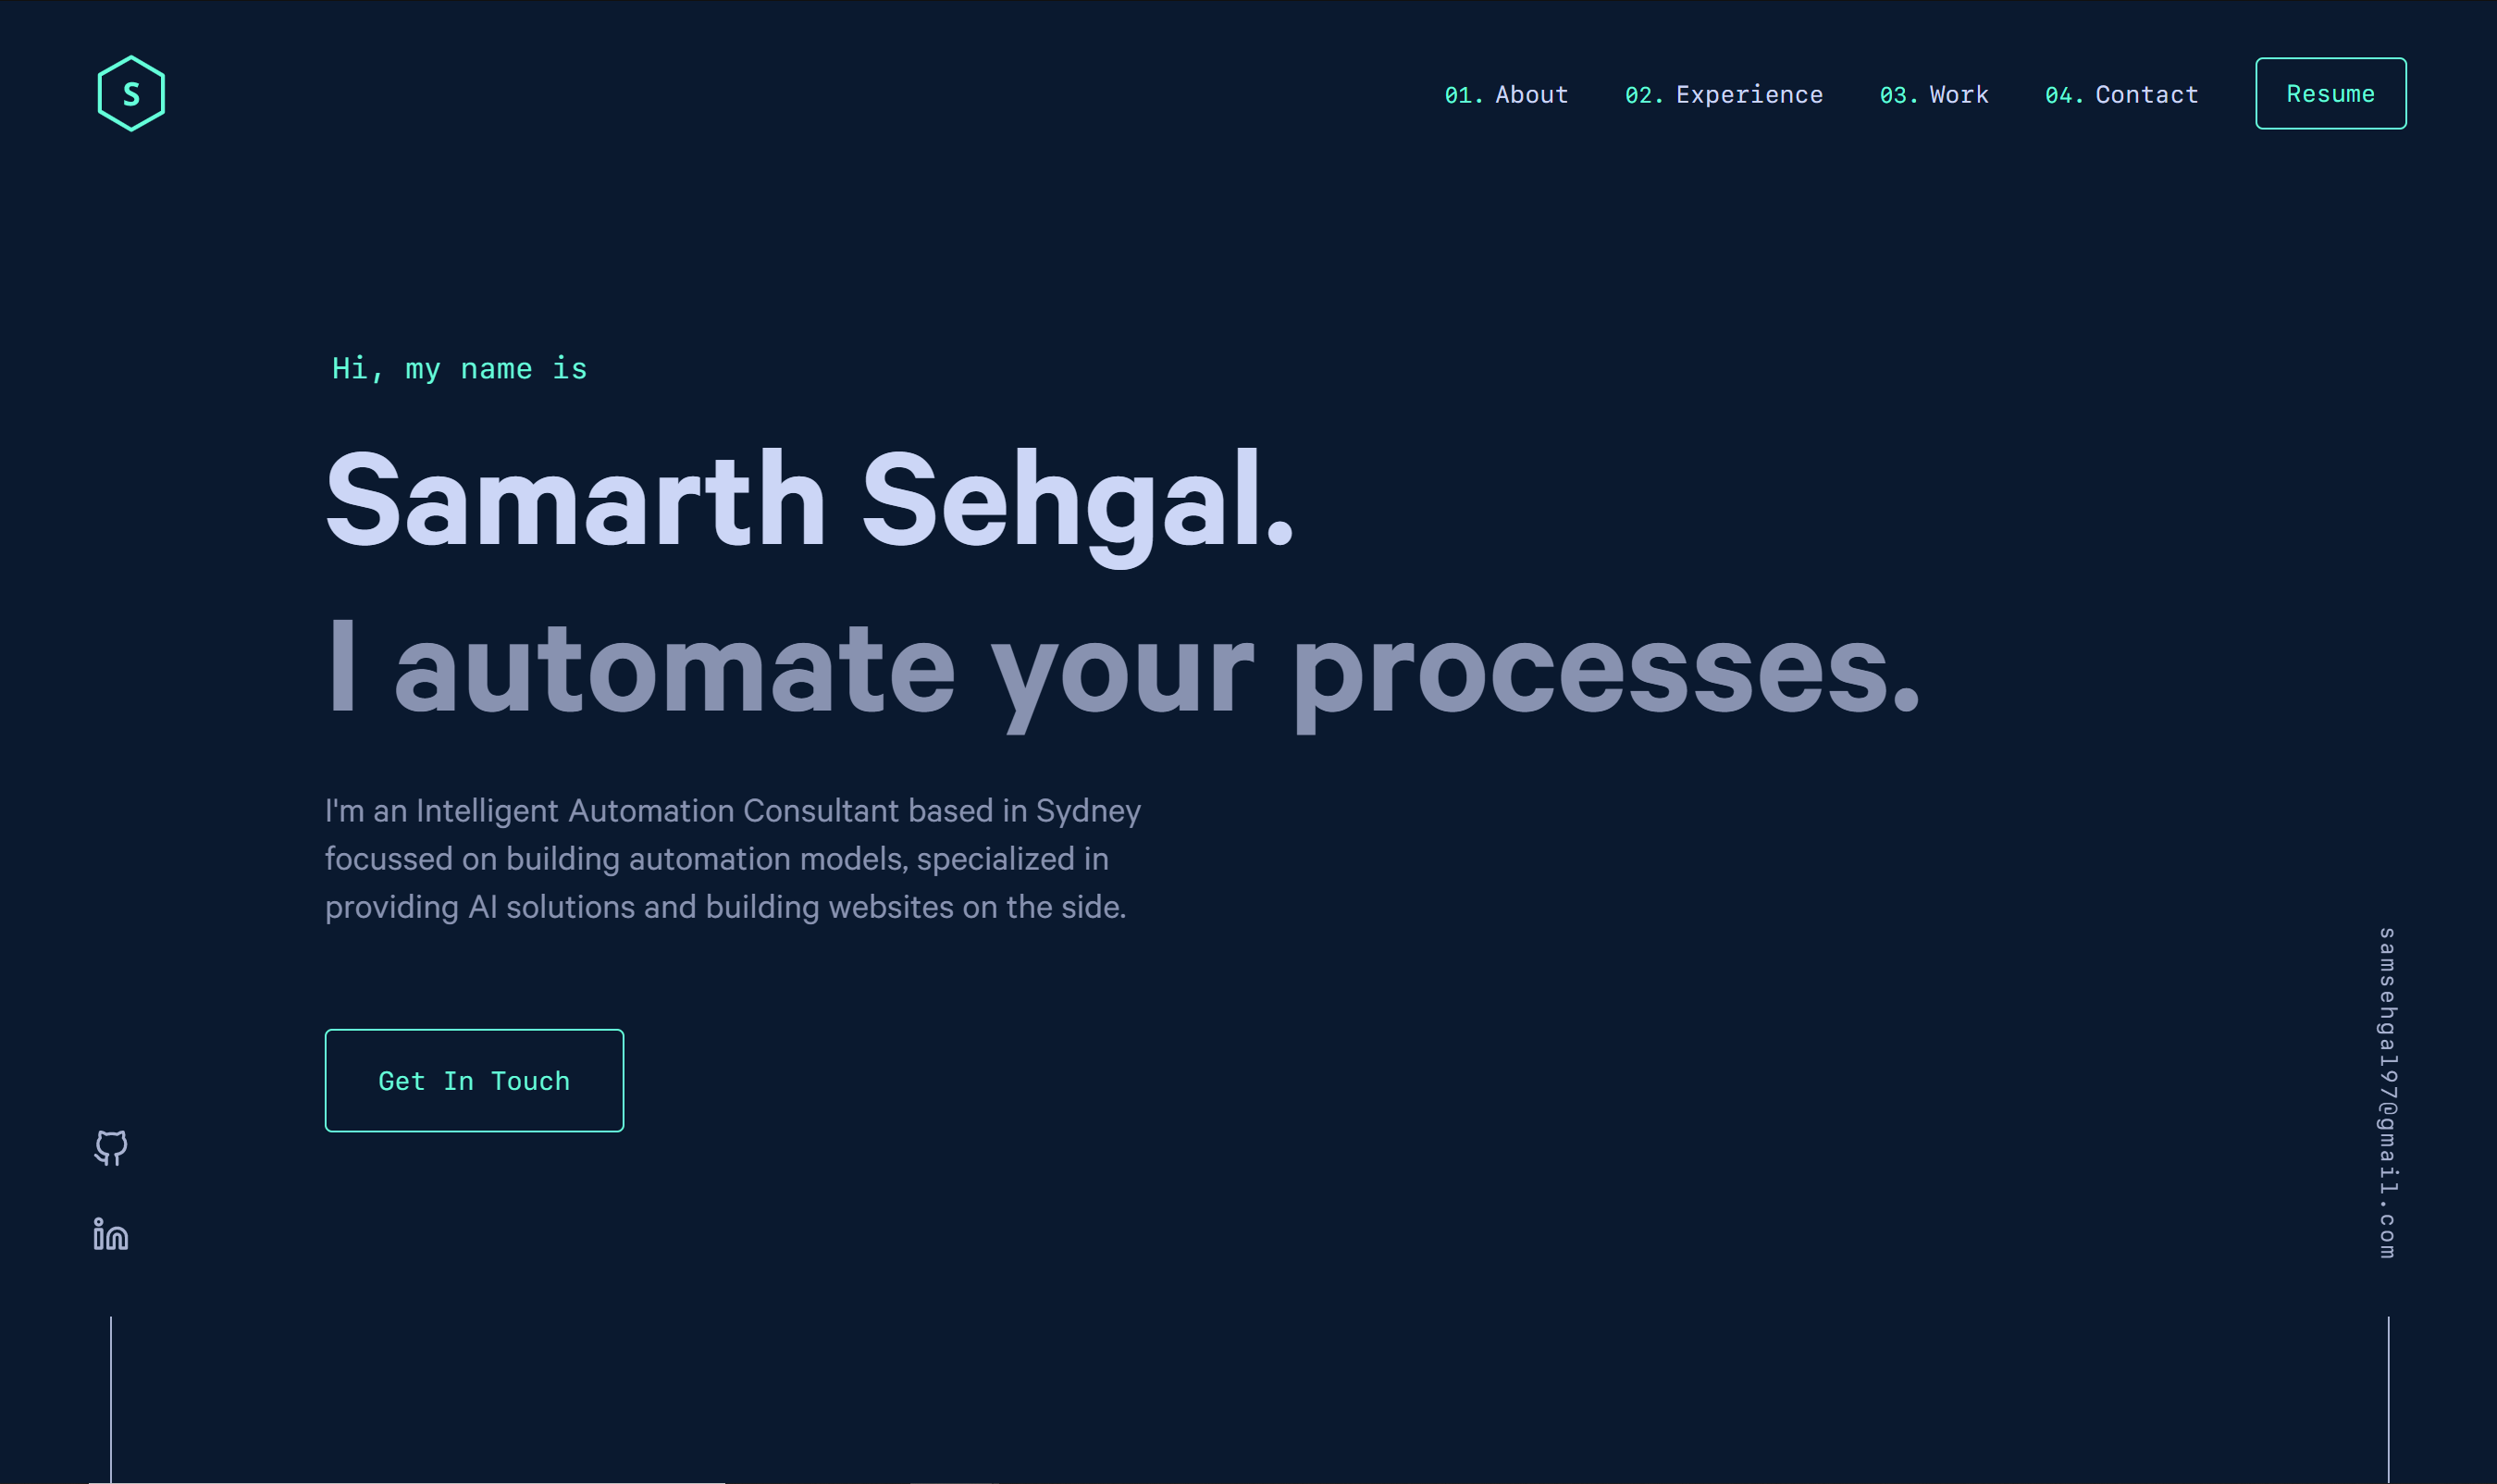 S
01. About 02. Experience 03. Work 04. Contact Resume
Hi, my name is
Samarth Sehgal.
I automate your processes.
I'm an Intelligent Automation Consultant based in Sydney
focussed on building automation models, specialized in
providing AI solutions and building websites on the side.
Get In Touch
in
samsehgal97@gmail.com